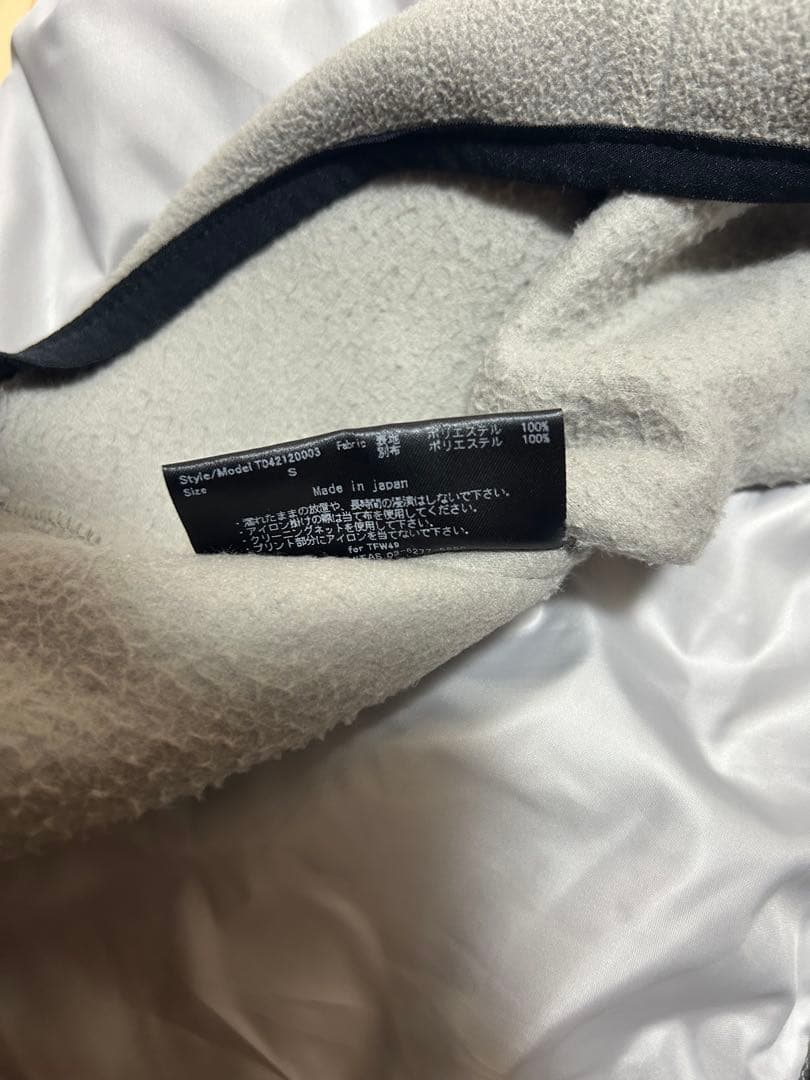 Style/Model T042120003 Fabric 表地 ポリエステル 100%
Size S 別布 ポリエステル 100%
Made in japan
・濡れたままの放置や、長時間の浸漬はしないで下さい。
・アイロン掛けの際は当て布を使用してください。
・クリーニングネットを使用して下さい。
・プリント部分にアイロンを当てないで下さい。
for TFW49